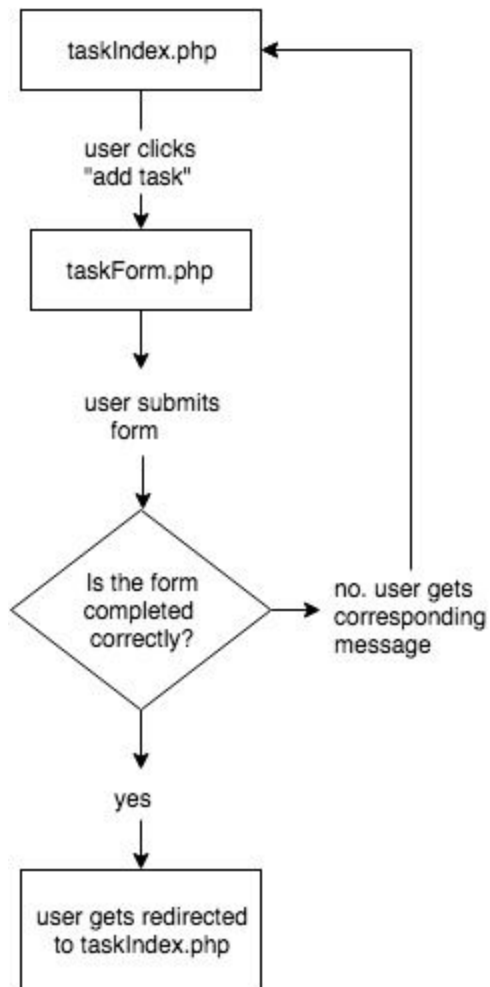 taskIndex.php
user clicks
"add task"
taskForm.php
user submits
form
Is the form
completed
correctly?
no. user gets
corresponding
message
yes
user gets redirected
to taskIndex.php